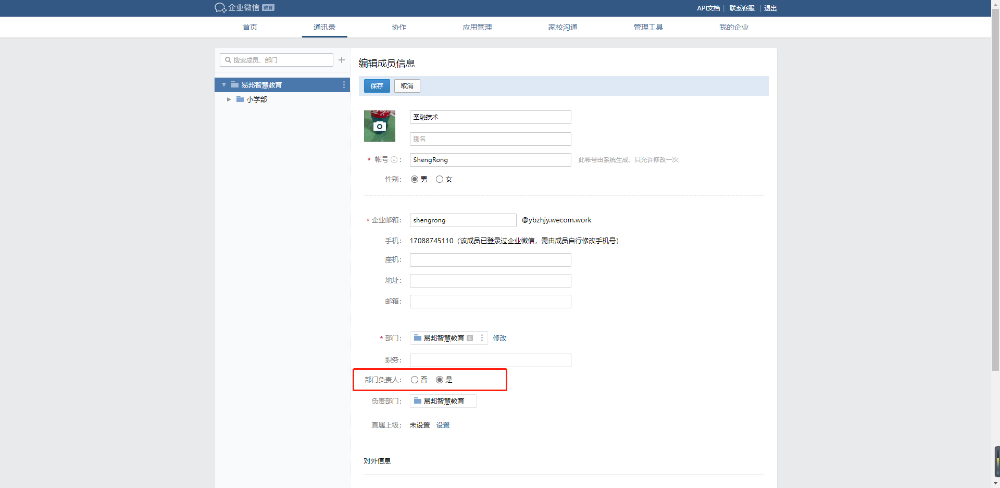 企业微信 教育
API文档 | 联系客服 | 退出
首页 通讯录 协作 应用管理 家校沟通 管理工具 我的企业
搜索成员、部门
易邦智慧教育
小学部
编辑成员信息
保存 取消
圣融技术
别名
* 帐号 : ShengRong 此帐号由系统生成，只允许修改一次
性别: 男 女
* 企业邮箱: shengrong @ybzhjy.wecom.work
手机: 17088745110（该成员已登录过企业微信，需由成员自行修改手机号）
座机:
地址:
邮箱:
* 部门: 易邦智慧教育 主 修改
职务:
部门负责人: 否 是
负责部门: 易邦智慧教育
直属上级: 未设置 设置
对外信息